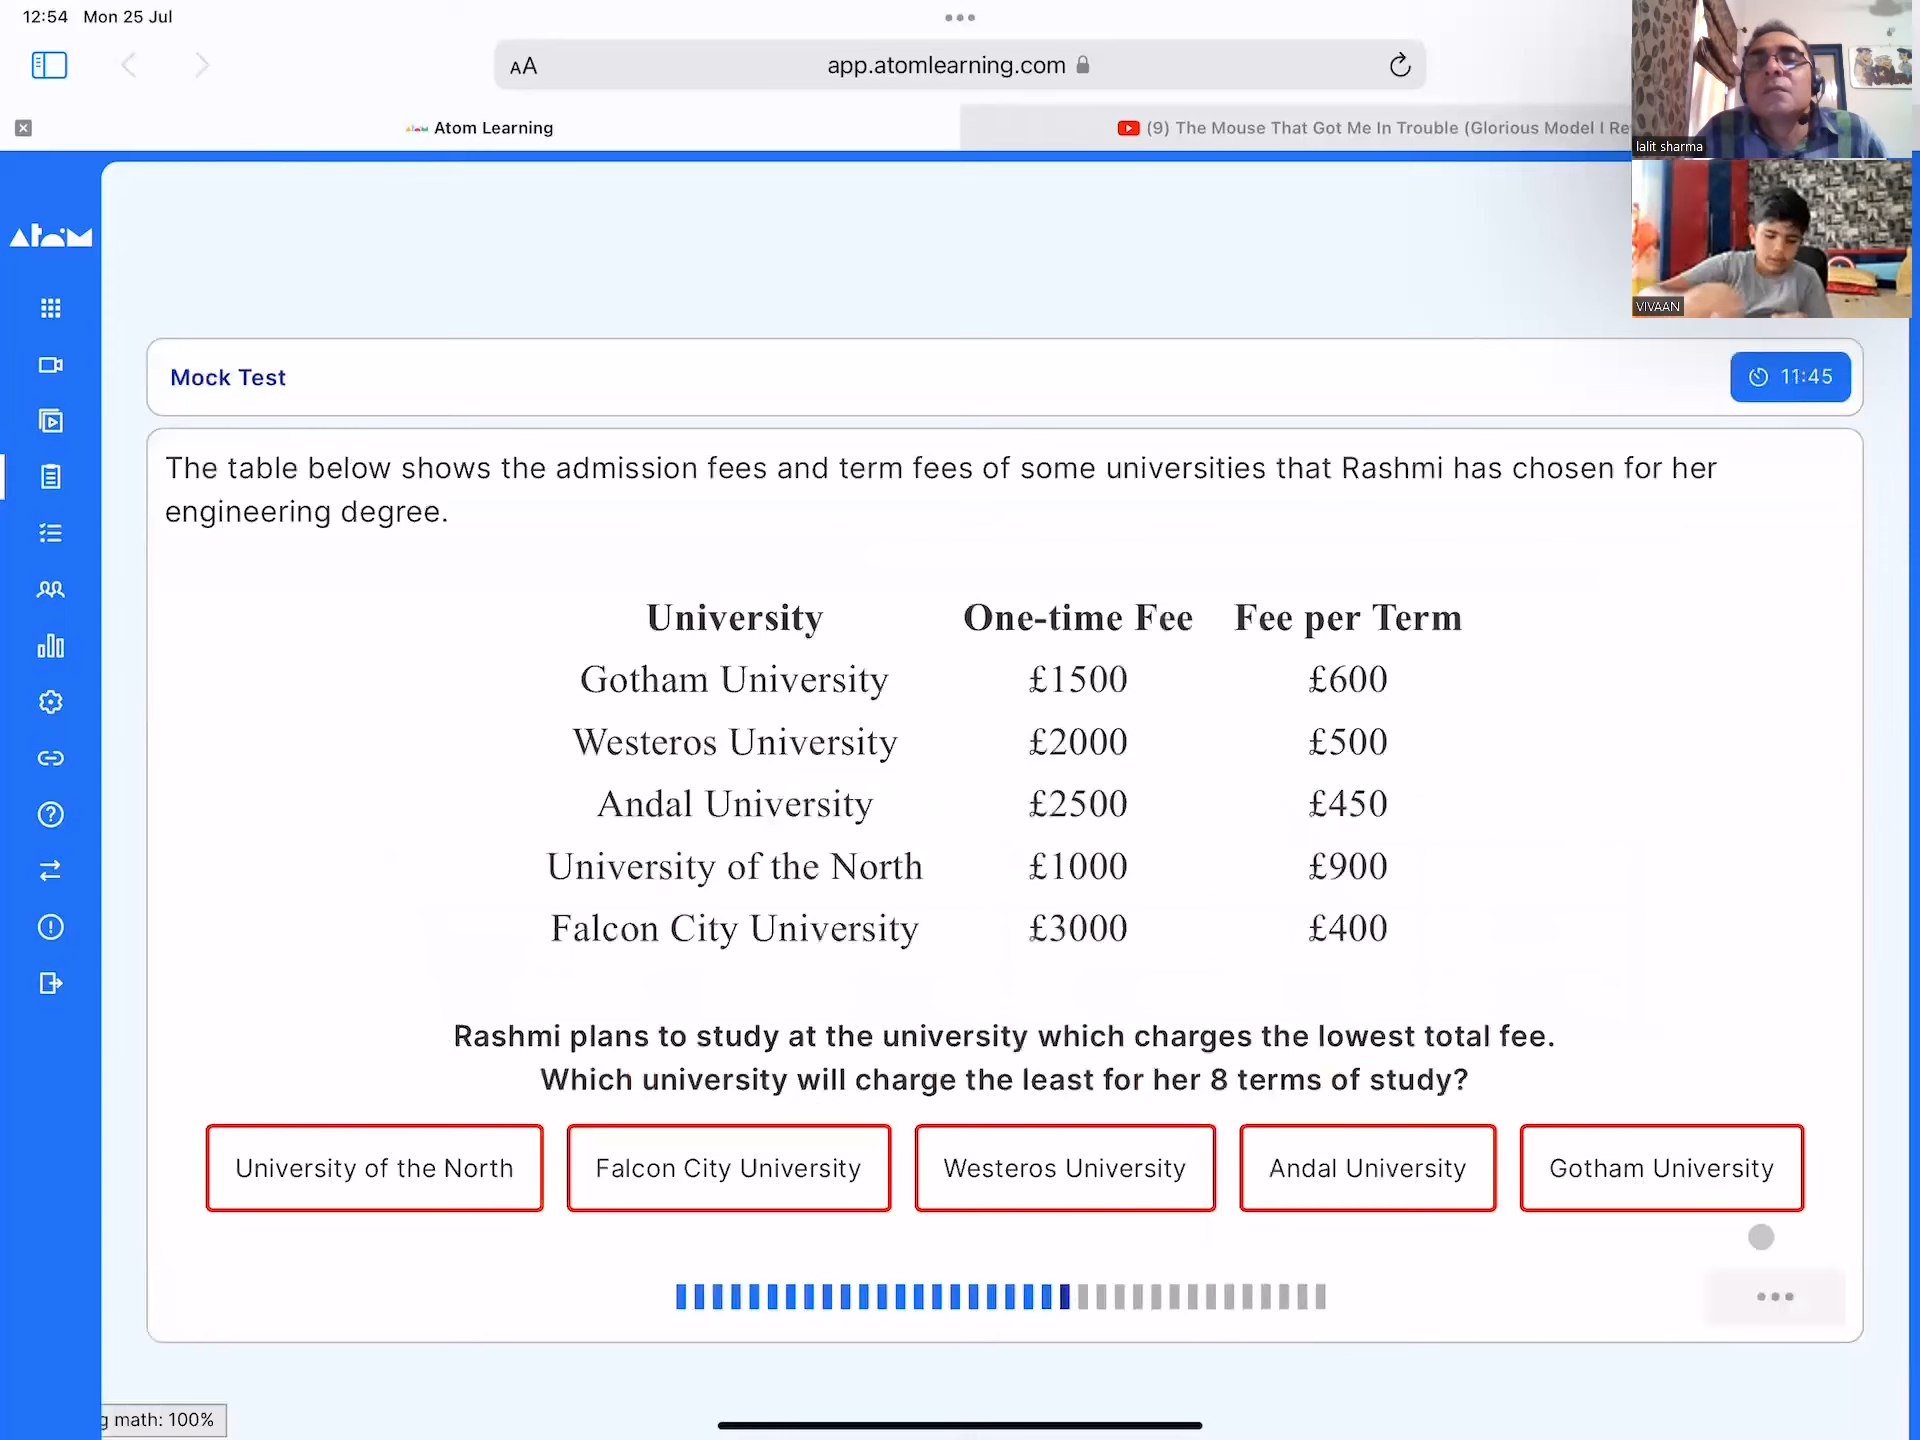 12:54 Mon 25 Jul
AA app.atomlearning.com
Atom Learning
(9) The Mouse That Got Me In Trouble (Glorious Model I Re
lalit sharma
VIVAAN
Atom
Mock Test
11:45
The table below shows the admission fees and term fees of some universities that Rashmi has chosen for her
engineering degree.
University One-time Fee Fee per Term
Gotham University £1500 £600
Westeros University £2000 £500
Andal University £2500 £450
University of the North £1000 £900
Falcon City University £3000 £400
Rashmi plans to study at the university which charges the lowest total fee.
Which university will charge the least for her 8 terms of study?
University of the North Falcon City University Westeros University Andal University Gotham University
g math: 100%